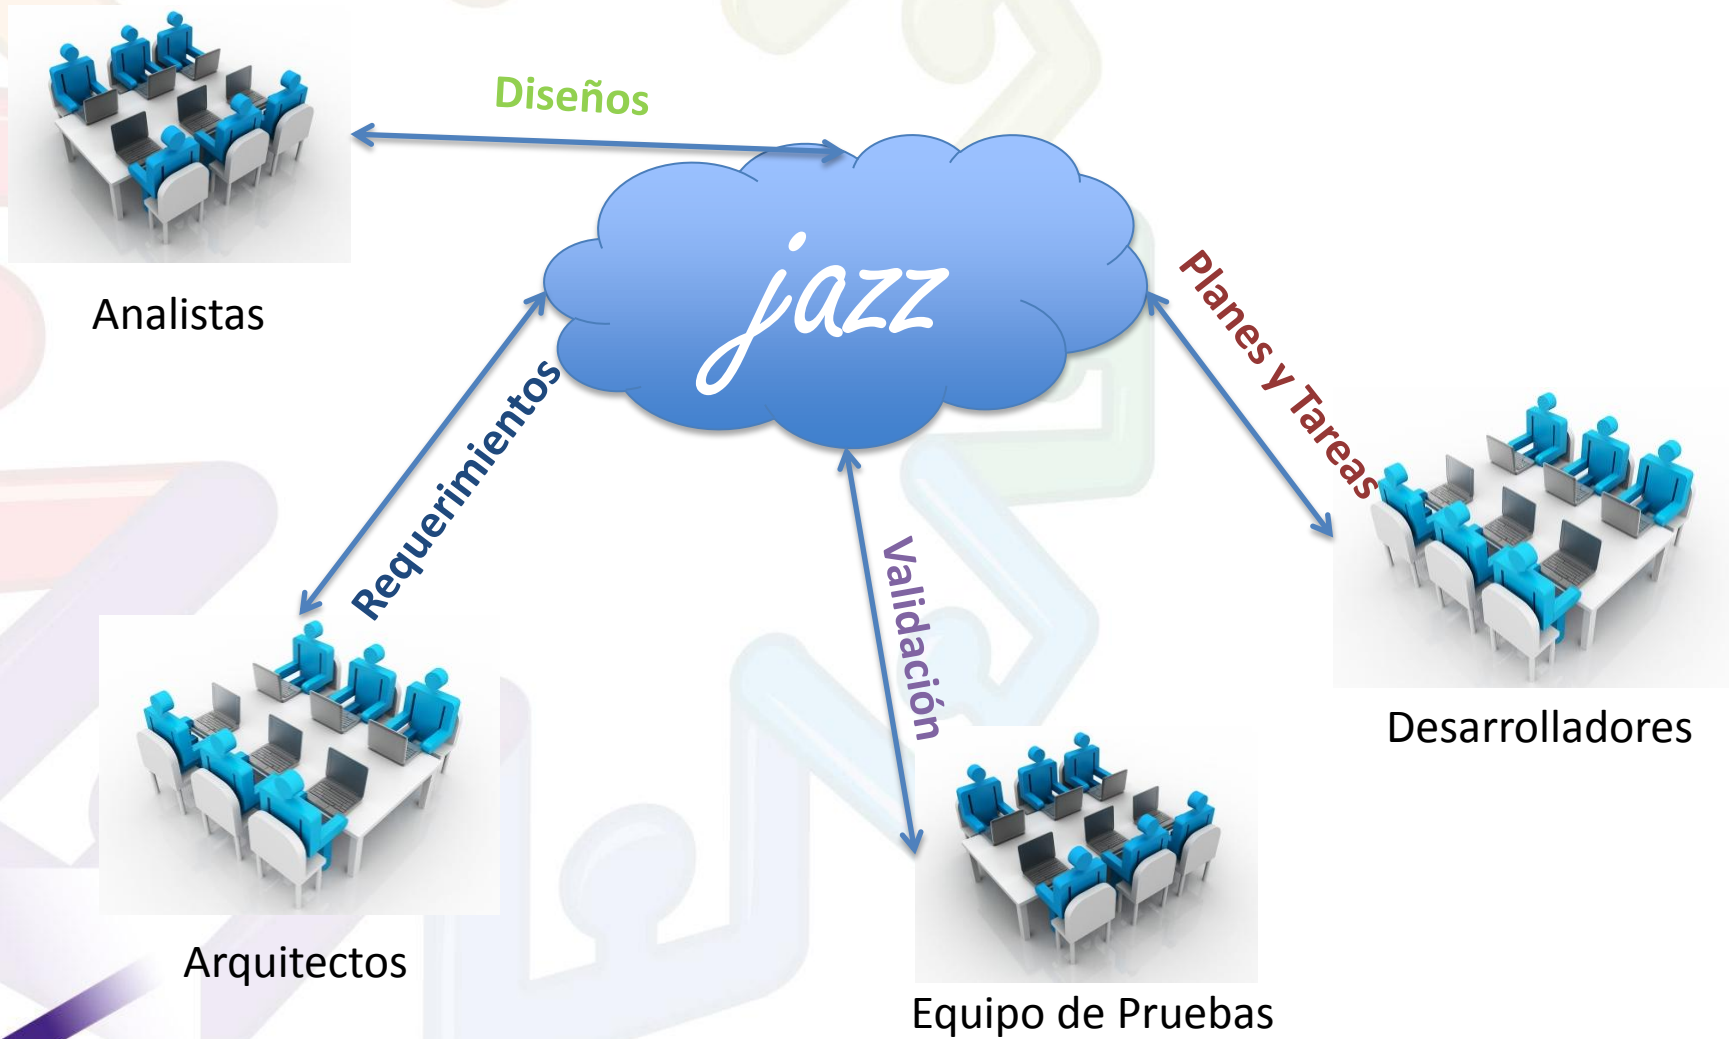 Diseños
jazz
Analistas
Planes y Tareas
Requerimientos
Validación
Desarrolladores
Arquitectos
Equipo de Pruebas